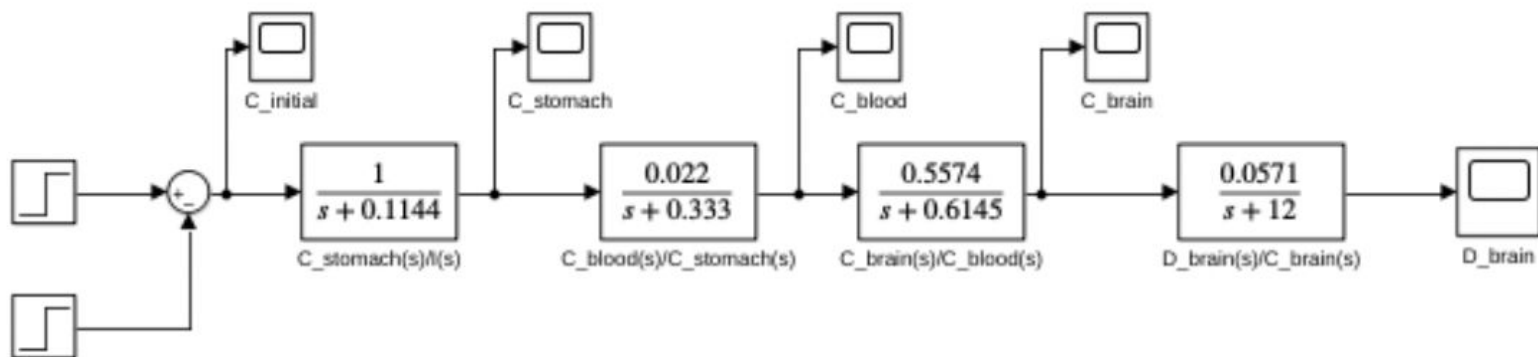 C_initial
C_stomach
C_blood
C_brain
+
−
1
s + 0.1144
0.022
s + 0.333
0.5574
s + 0.6145
0.0571
s + 12
C_stomach(s)/I(s)
C_blood(s)/C_stomach(s)
C_brain(s)/C_blood(s)
D_brain(s)/C_brain(s)
D_brain